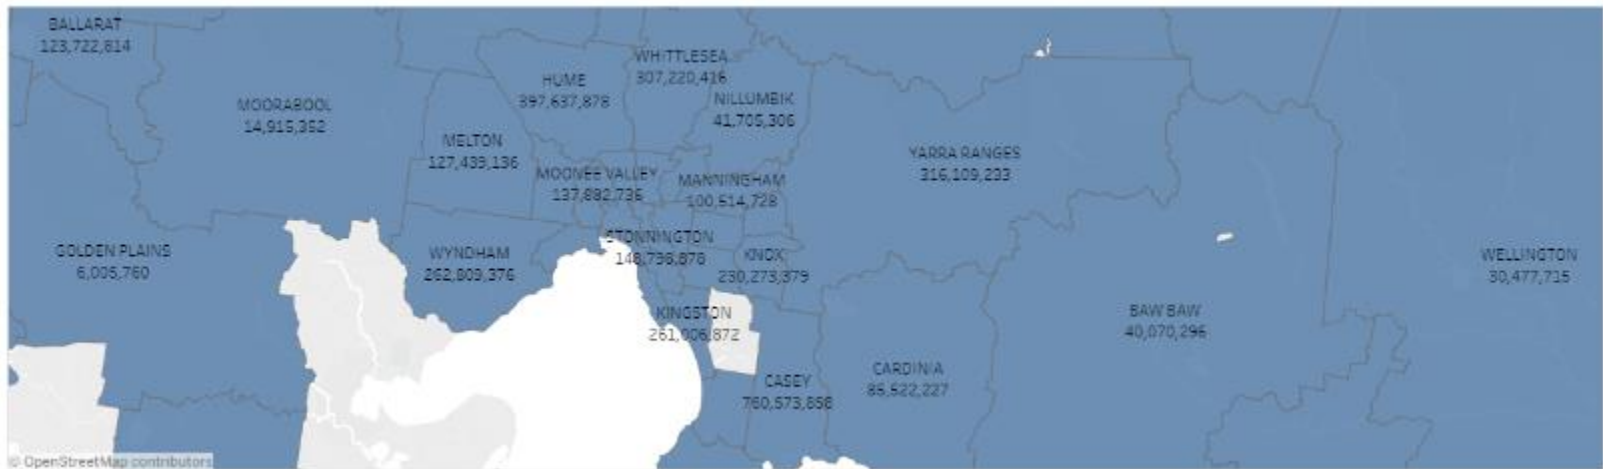 BALLARAT
123,722,814
WHITTLESEA
307,220,416
HUME
397,637,878
NILLUMBIK
41,705,306
MOORABOOL
14,915,352
MELTON
127,439,136
YARRA RANGES
316,109,233
MOONEE VALLEY
137,882,736
MANNINGHAM
100,514,728
STONNINGTON
148,798,878
GOLDEN PLAINS
6,005,760
WYNDHAM
262,809,376
KNOX
230,273,379
WELLINGTON
30,477,715
KINGSTON
261,006,872
BAW BAW
40,070,296
CARDINIA
85,522,227
CASEY
760,573,858
© OpenStreetMap contributors